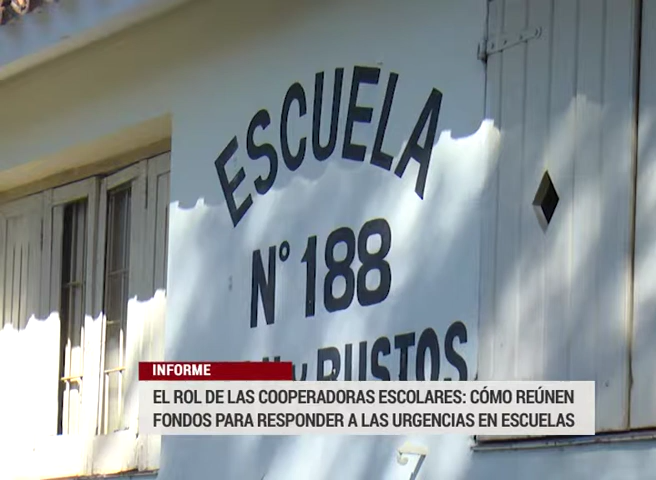 ESCUELA
N° 188
y BUSTOS
INFORME
EL ROL DE LAS COOPERADORAS ESCOLARES: CÓMO REÚNEN
FONDOS PARA RESPONDER A LAS URGENCIAS EN ESCUELAS